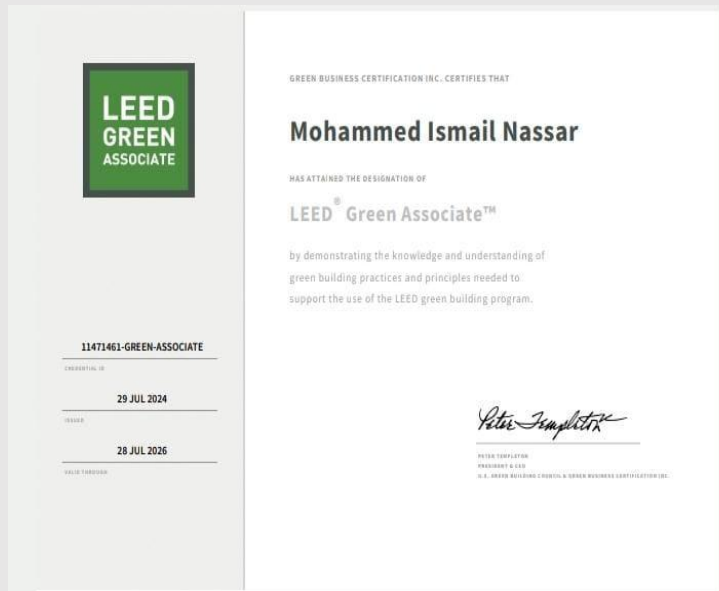 LEED
GREEN
ASSOCIATE
11471461-GREEN-ASSOCIATE
CREDENTIAL ID
29 JUL 2024
ISSUED
28 JUL 2026
VALID THROUGH
GREEN BUSINESS CERTIFICATION INC. CERTIFIES THAT
Mohammed Ismail Nassar
HAS ATTAINED THE DESIGNATION OF
LEED® Green Associate™
by demonstrating the knowledge and understanding of
green building practices and principles needed to
support the use of the LEED green building program.
Peter Templeton
PETER TEMPLETON
PRESIDENT & CEO
U.S. GREEN BUILDING COUNCIL & GREEN BUSINESS CERTIFICATION INC.